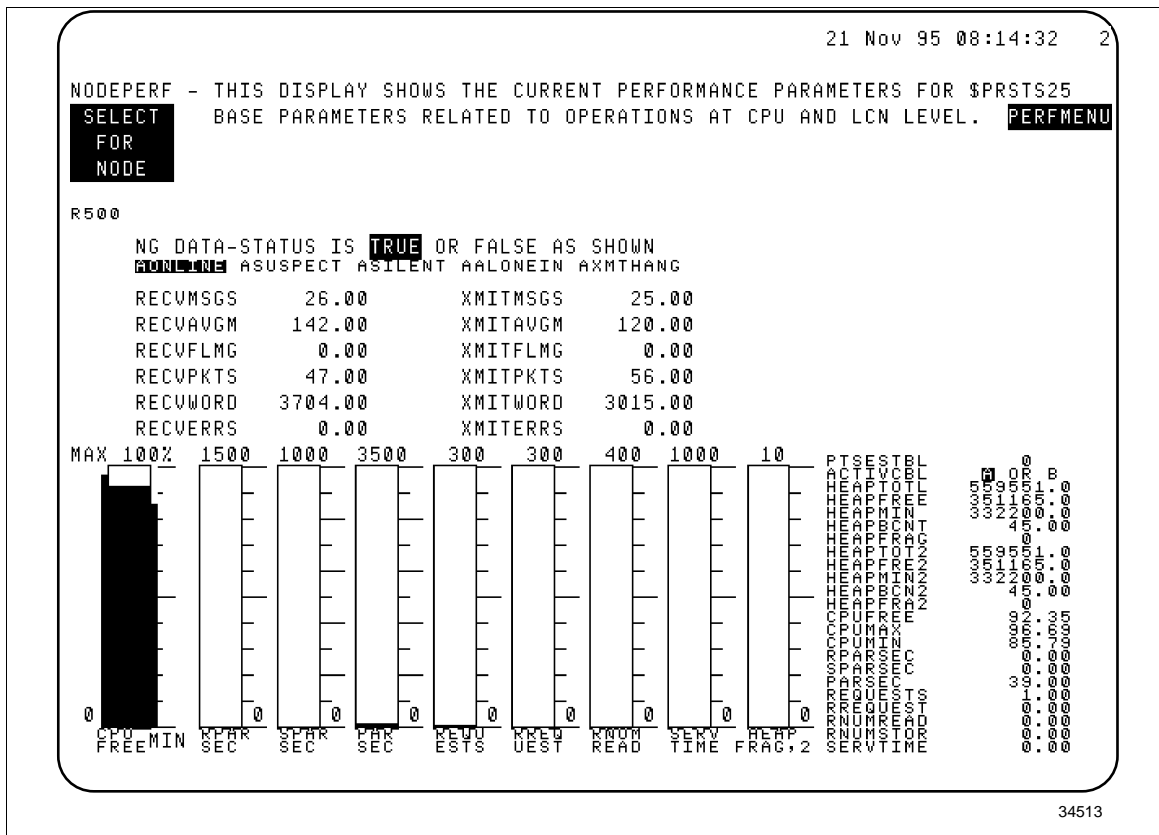 21 Nov 95 08:14:32 2
NODEPERF - THIS DISPLAY SHOWS THE CURRENT PERFORMANCE PARAMETERS FOR $PRSTS25
SELECT FOR NODE
BASE PARAMETERS RELATED TO OPERATIONS AT CPU AND LCN LEVEL. PERFMENU
R500
NG DATA-STATUS IS TRUE OR FALSE AS SHOWN
AONLINE ASUSPECT ASILENT AALONEIN AXMTHANG
RECVMSGS 26.00 XMITMSGS 25.00
RECVAVGM 142.00 XMITAVGM 120.00
RECVFLMG 0.00 XMITFLMG 0.00
RECVPKTS 47.00 XMITPKTS 56.00
RECVWORD 3704.00 XMITWORD 3015.00
RECVERRS 0.00 XMITERRS 0.00
MAX 100% 1500 1000 3500 300 300 400 1000 10
0 0 0 0 0 0 0 0 0
CPU FREE MIN
RPAR SEC
SPAR SEC
PAR SEC
REQU ESTS
RREQ UEST
RNUM READ
SERV TIME
HEAP FRAG,2
PTSESTBL 0
ACTIVCBL A OR B
HEAPTOTL 559551.0
HEAPFREE 351165.0
HEAPMIN 332200.0
HEAPBCNT 45.00
HEAPFRAG 0
HEAPTOT2 559551.0
HEAPFRE2 351165.0
HEAPMIN2 332200.0
HEAPBCN2 45.00
HEAPFRA2 0
CPUFREE 92.35
CPUMAX 96.69
CPUMIN 85.79
RPARSEC 0.00
SPARSEC 0.00
PARSEC 39.00
REQUESTS 1.00
RREQUEST 0.00
RNUMREAD 0.00
RNUMSTOR 0.00
SERVTIME 0.00
34513